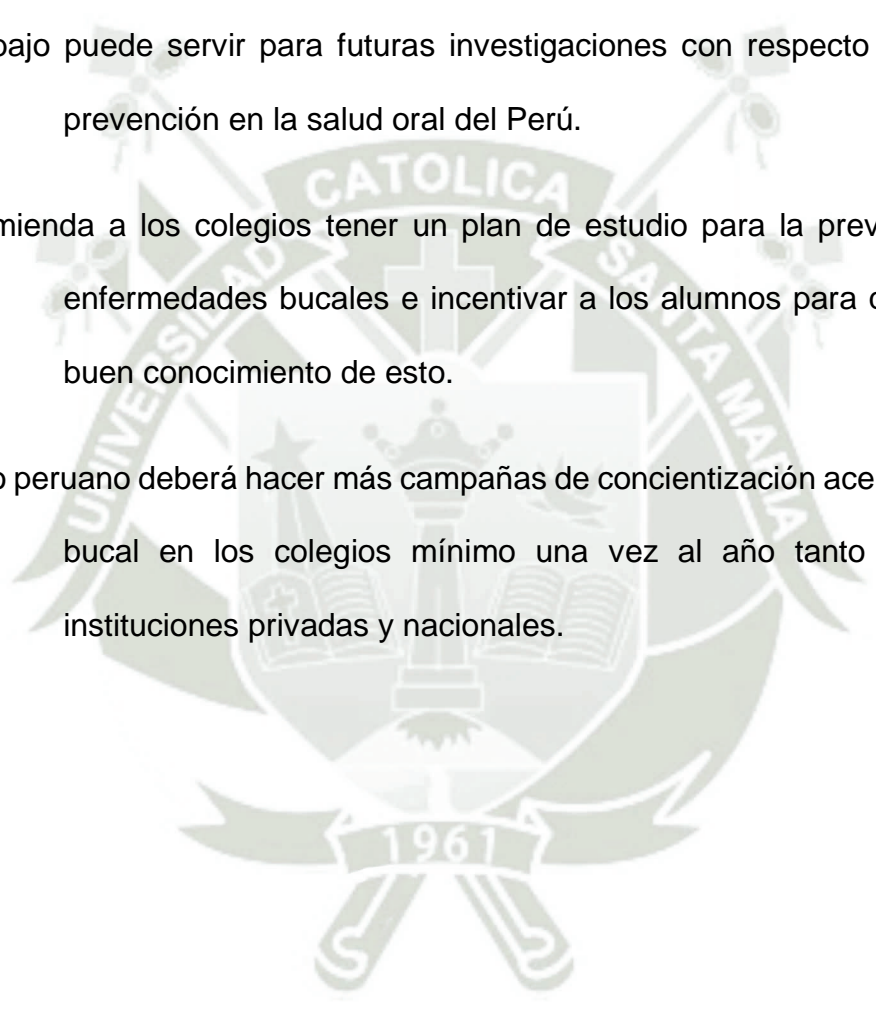 bajo puede servir para futuras investigaciones con respecto
prevención en la salud oral del Perú.
mienda a los colegios tener un plan de estudio para la prev
enfermedades bucales e incentivar a los alumnos para
buen conocimiento de esto.
o peruano deberá hacer más campañas de concientización ace
bucal en los colegios mínimo una vez al año tanto
instituciones privadas y nacionales.
UNIVERSIDAD CATOLICA SANTA MARIA
1961